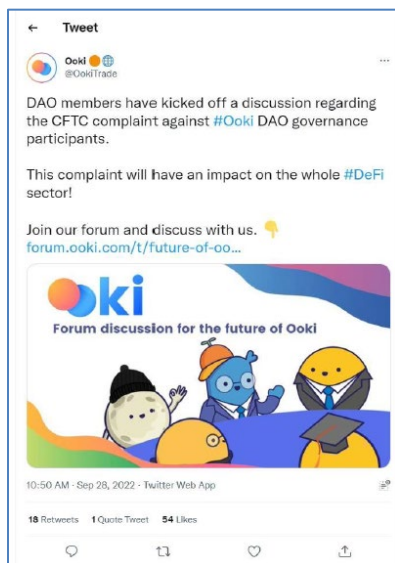 Tweet
Ooki
@OokiTrade
DAO members have kicked off a discussion regarding
the CFTC complaint against #Ooki DAO governance
participants.
This complaint will have an impact on the whole #DeFi
sector!
Join our forum and discuss with us. 👇
forum.ooki.com/t/future-of-oo...
Ooki
Forum discussion for the future of Ooki
10:50 AM · Sep 28, 2022 · Twitter Web App
18 Retweets 1 Quote Tweet 54 Likes